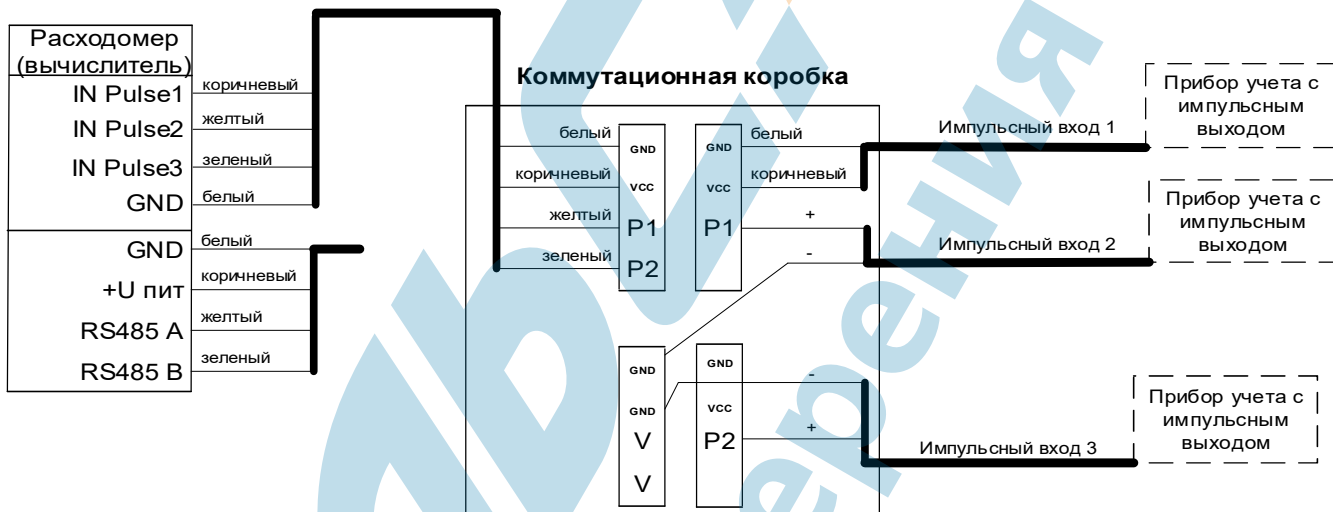 Расходомер
(вычислитель)
IN Pulse1
коричневый
IN Pulse2
желтый
IN Pulse3
зеленый
GND
белый
GND
белый
+U пит
коричневый
RS485 A
желтый
RS485 B
зеленый
Коммутационная коробка
белый
GND
коричневый
VCC
желтый
P1
зеленый
P2
GND
белый
VCC
коричневый
P1
+
-
GND
GND
V
V
GND
-
VCC
P2
+
Импульсный вход 1
Прибор учета с
импульсным
выходом
Импульсный вход 2
Прибор учета с
импульсным
выходом
Импульсный вход 3
Прибор учета с
импульсным
выходом